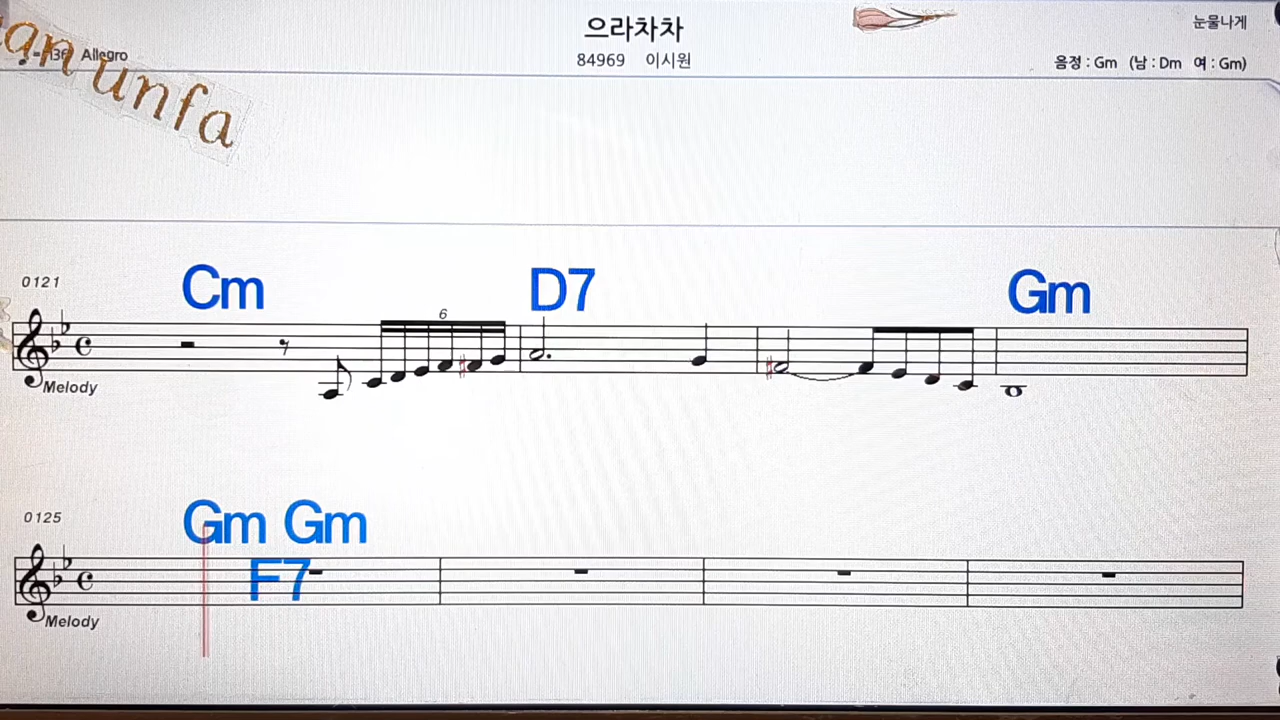 으라차차
눈물나게
84969 이시원
Allegro
음정 : Gm (남 : Dm 여 : Gm)
unfa
0121
Cm
D7
Gm
6
Melody
0125
Gm Gm
F7
Melody